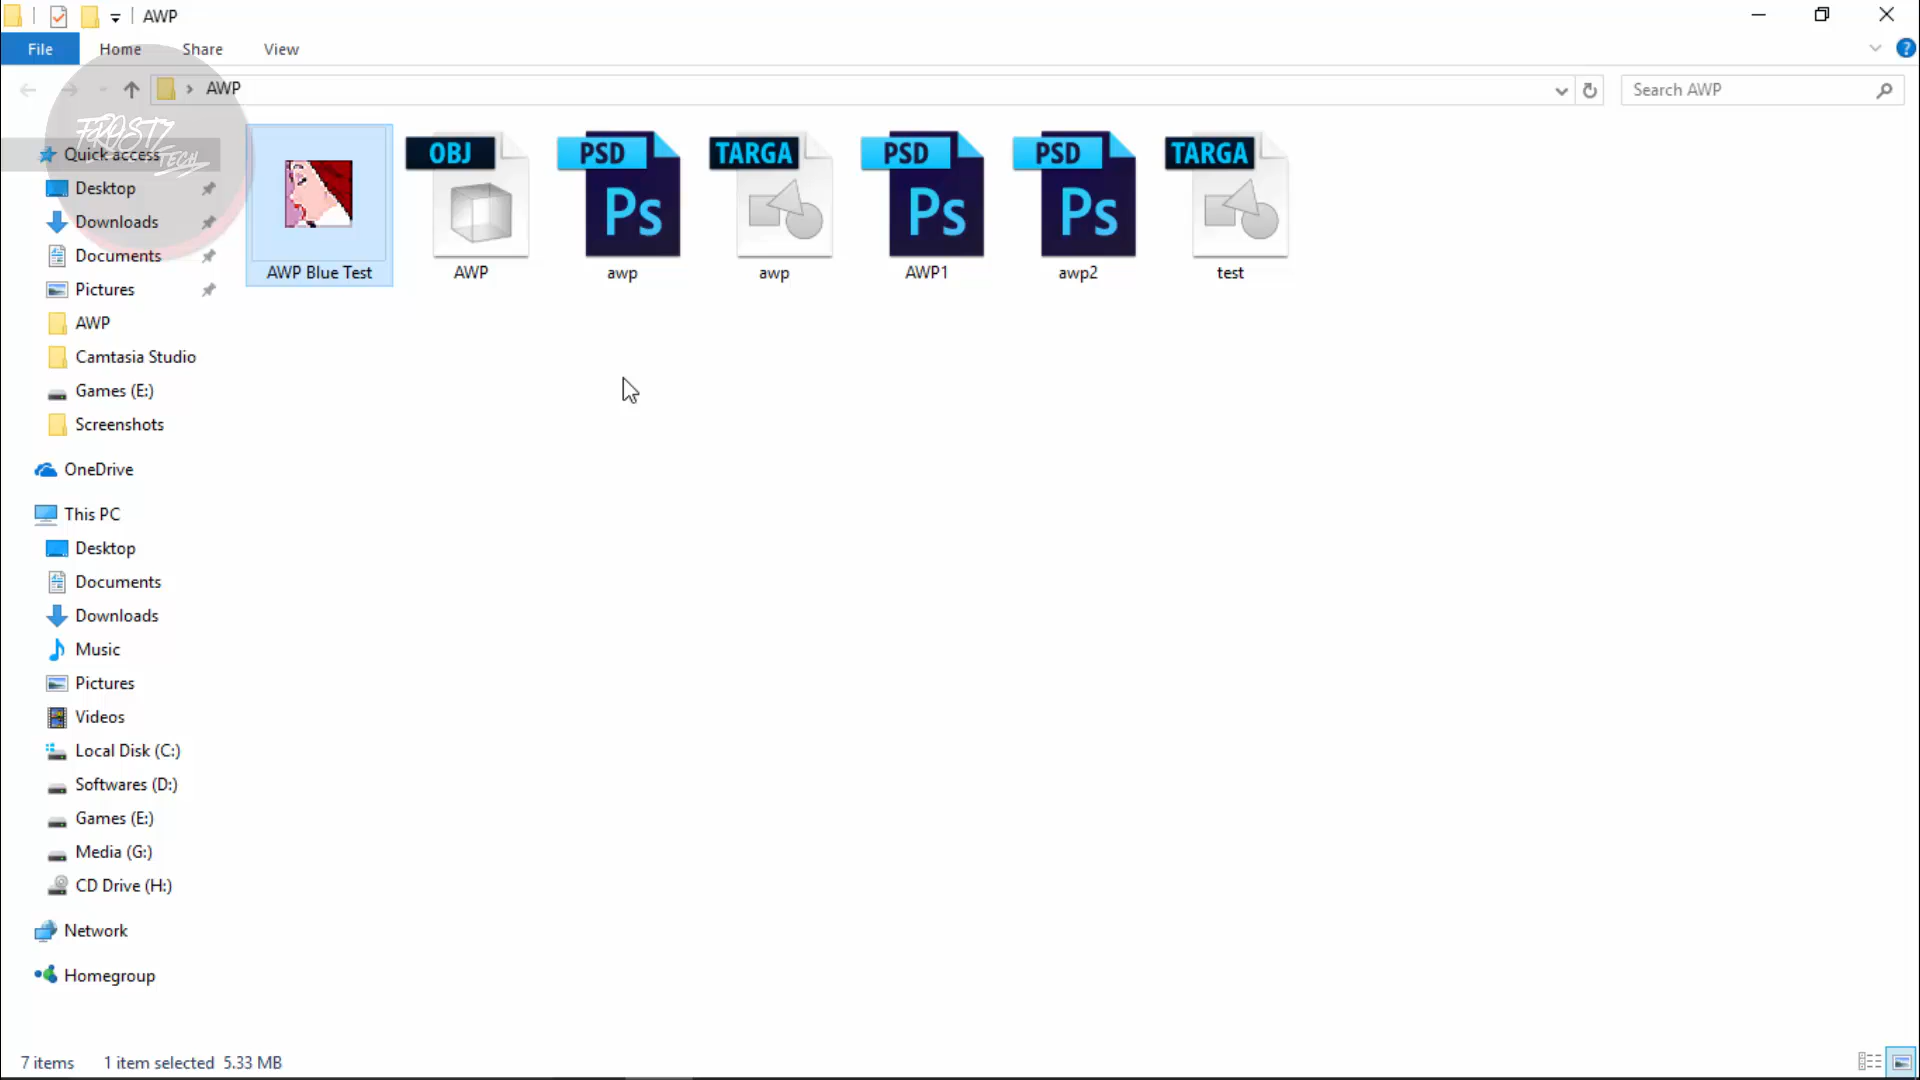 AWP
File Home Share View
AWP Search AWP
FROSTZ TECH
Quick access
Desktop
Downloads
Documents
Pictures
AWP
Camtasia Studio
Games (E:)
Screenshots
OneDrive
This PC
Desktop
Documents
Downloads
Music
Pictures
Videos
Local Disk (C:)
Softwares (D:)
Games (E:)
Media (G:)
CD Drive (H:)
Network
Homegroup
OBJ PSD TARGA PSD PSD TARGA
Ps Ps Ps
AWP Blue Test AWP awp awp AWP1 awp2 test
7 items 1 item selected 5.33 MB